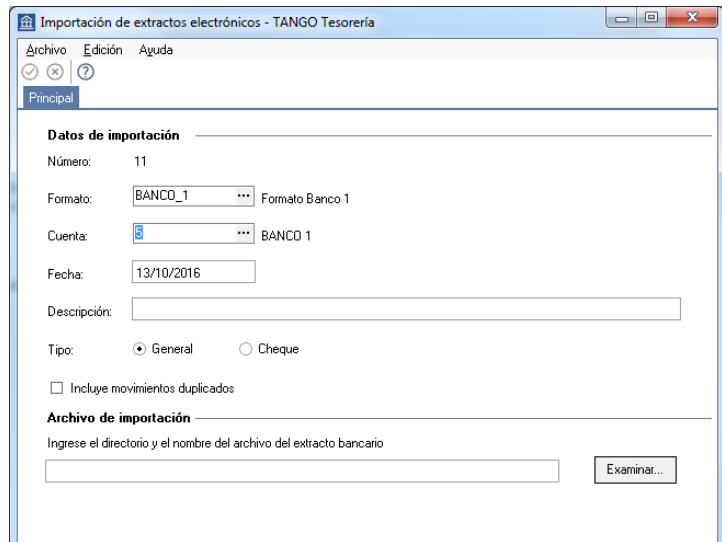 Importación de extractos electrónicos - TANGO Tesorería
Archivo Edición Ayuda
Principal
Datos de importación
Número: 11
Formato: BANCO_1 ... Formato Banco 1
Cuenta: 5 ... BANCO 1
Fecha: 13/10/2016
Descripción:
Tipo: General Cheque
Incluye movimientos duplicados
Archivo de importación
Ingrese el directorio y el nombre del archivo del extracto bancario
Examinar...